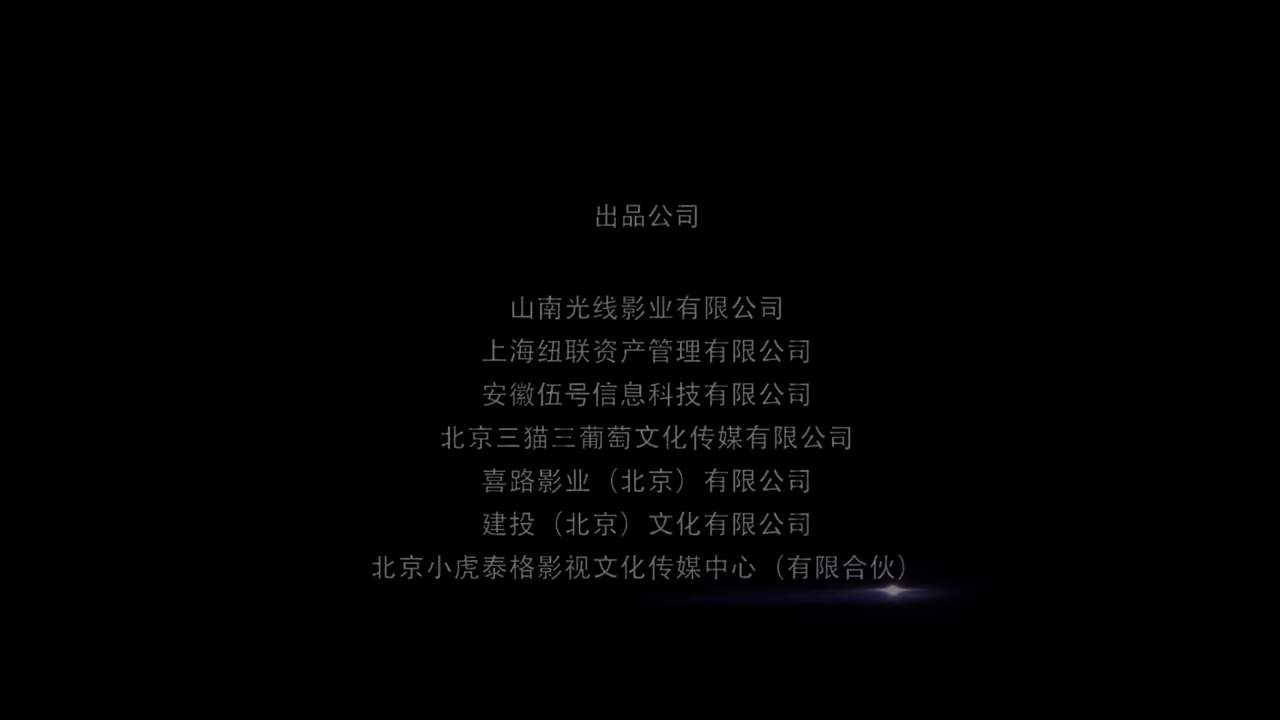 出品公司
山南光线影业有限公司
上海纽联资产管理有限公司
安徽伍号信息科技有限公司
北京三猫三葡萄文化传媒有限公司
喜路影业（北京）有限公司
建投（北京）文化有限公司
北京小虎泰格影视文化传媒中心（有限合伙）